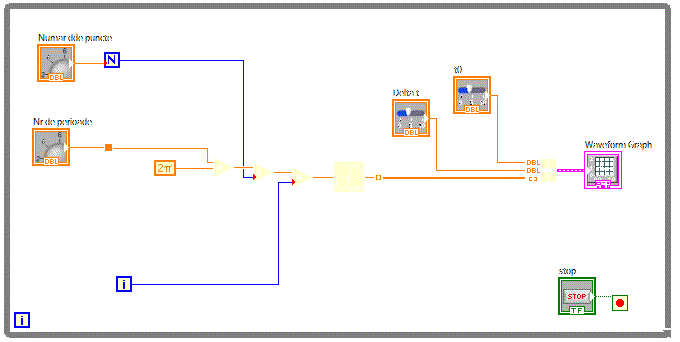 Numar dde puncte
DBL
N
Nr de perioade
DBL
2π
Delta t
DBL
t0
DBL
DBL
DBL
Waveform Graph
i
stop
STOP
TF
i